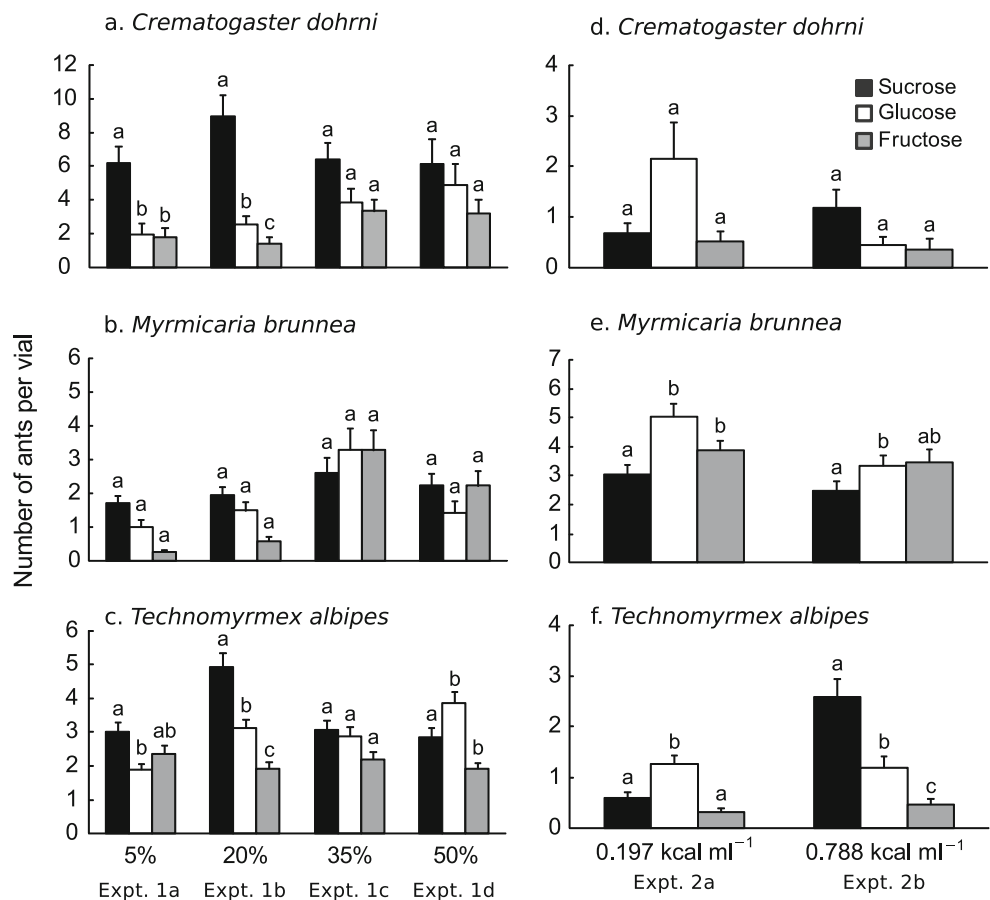 a. Crematogaster dohrni
12
10
8
6
4
2
0
a
b
b
a
b
c
a
a
a
a
a
a
b. Myrmicaria brunnea
Number of ants per vial
6
5
4
3
2
1
0
a
a
a
a
a
a
a
a
a
a
a
a
c. Technomyrmex albipes
6
5
4
3
2
1
0
a
b
ab
a
b
c
a
a
a
a
b
b
5% 20% 35% 50%
Expt. 1a Expt. 1b Expt. 1c Expt. 1d
d. Crematogaster dohrni
4
3
2
1
0
Sucrose
Glucose
Fructose
a
a
a
a
a
a
e. Myrmicaria brunnea
7
6
5
4
3
2
1
0
a
b
b
a
b
ab
f. Technomyrmex albipes
4
3
2
1
0
a
b
a
a
b
c
0.197 kcal ml⁻¹ 0.788 kcal ml⁻¹
Expt. 2a Expt. 2b